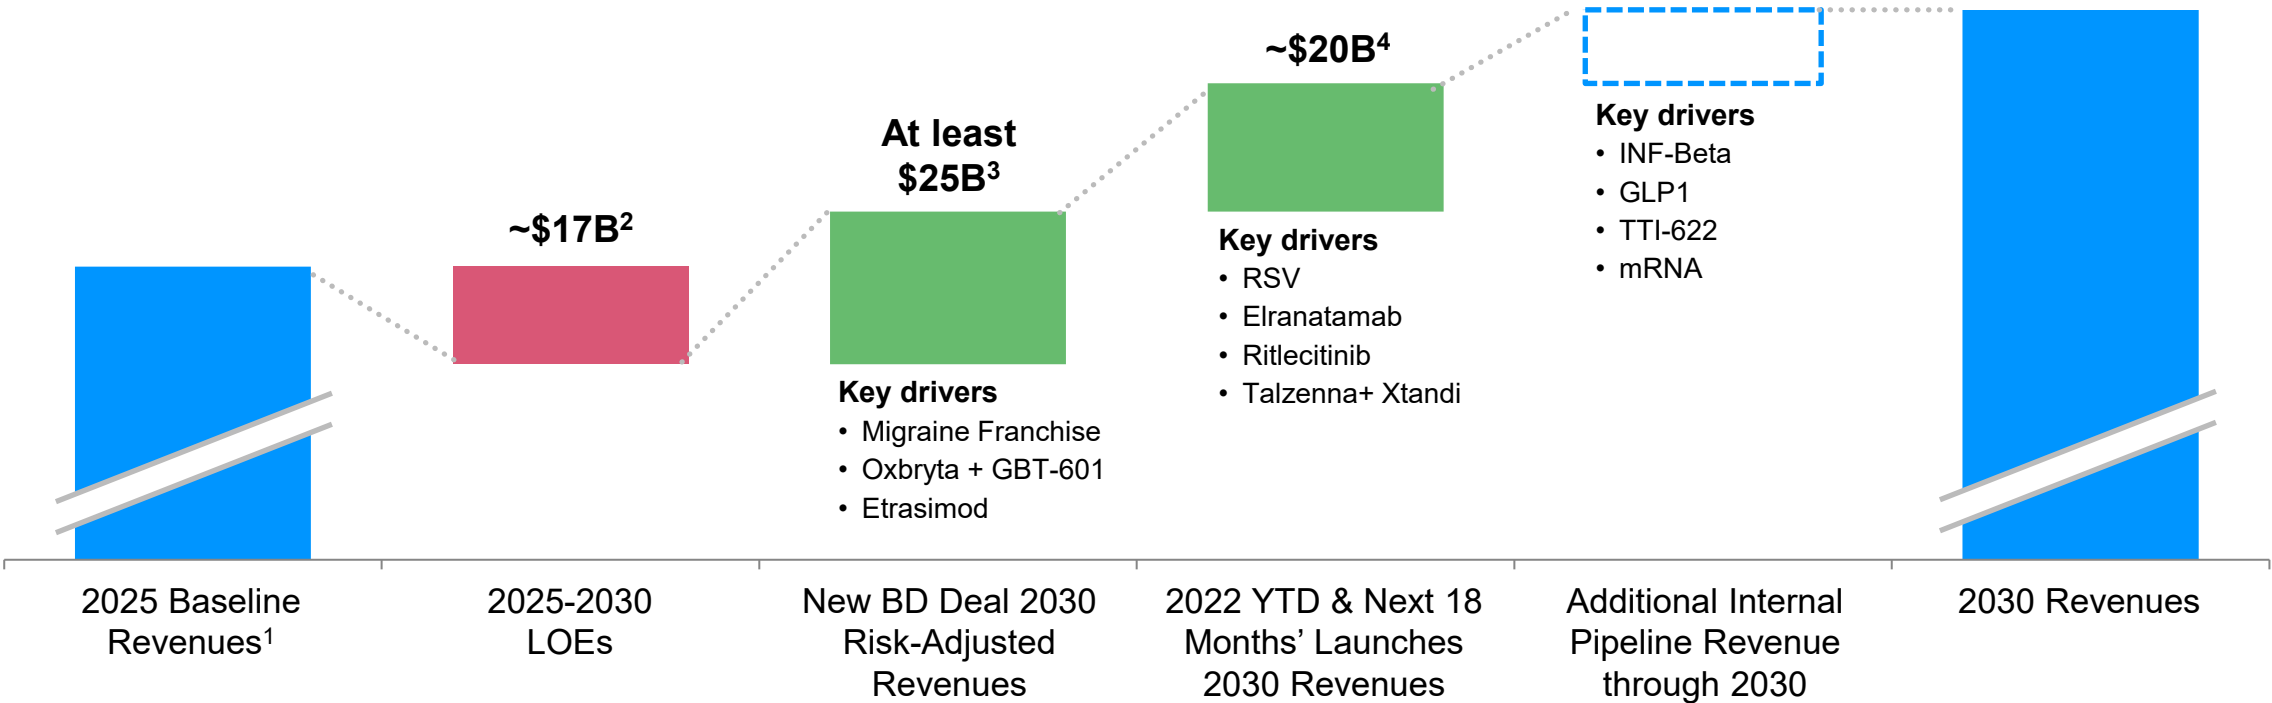 ~$17B²
At least
$25B³
Key drivers
• Migraine Franchise
• Oxbryta + GBT-601
• Etrasimod
~$20B⁴
Key drivers
• RSV
• Elranatamab
• Ritlecitinib
• Talzenna+ Xtandi
Key drivers
• INF-Beta
• GLP1
• TTI-622
• mRNA
2025 Baseline
Revenues¹
2025-2030
LOEs
New BD Deal 2030
Risk-Adjusted
Revenues
2022 YTD & Next 18
Months’ Launches
2030 Revenues
Additional Internal
Pipeline Revenue
through 2030
2030 Revenues